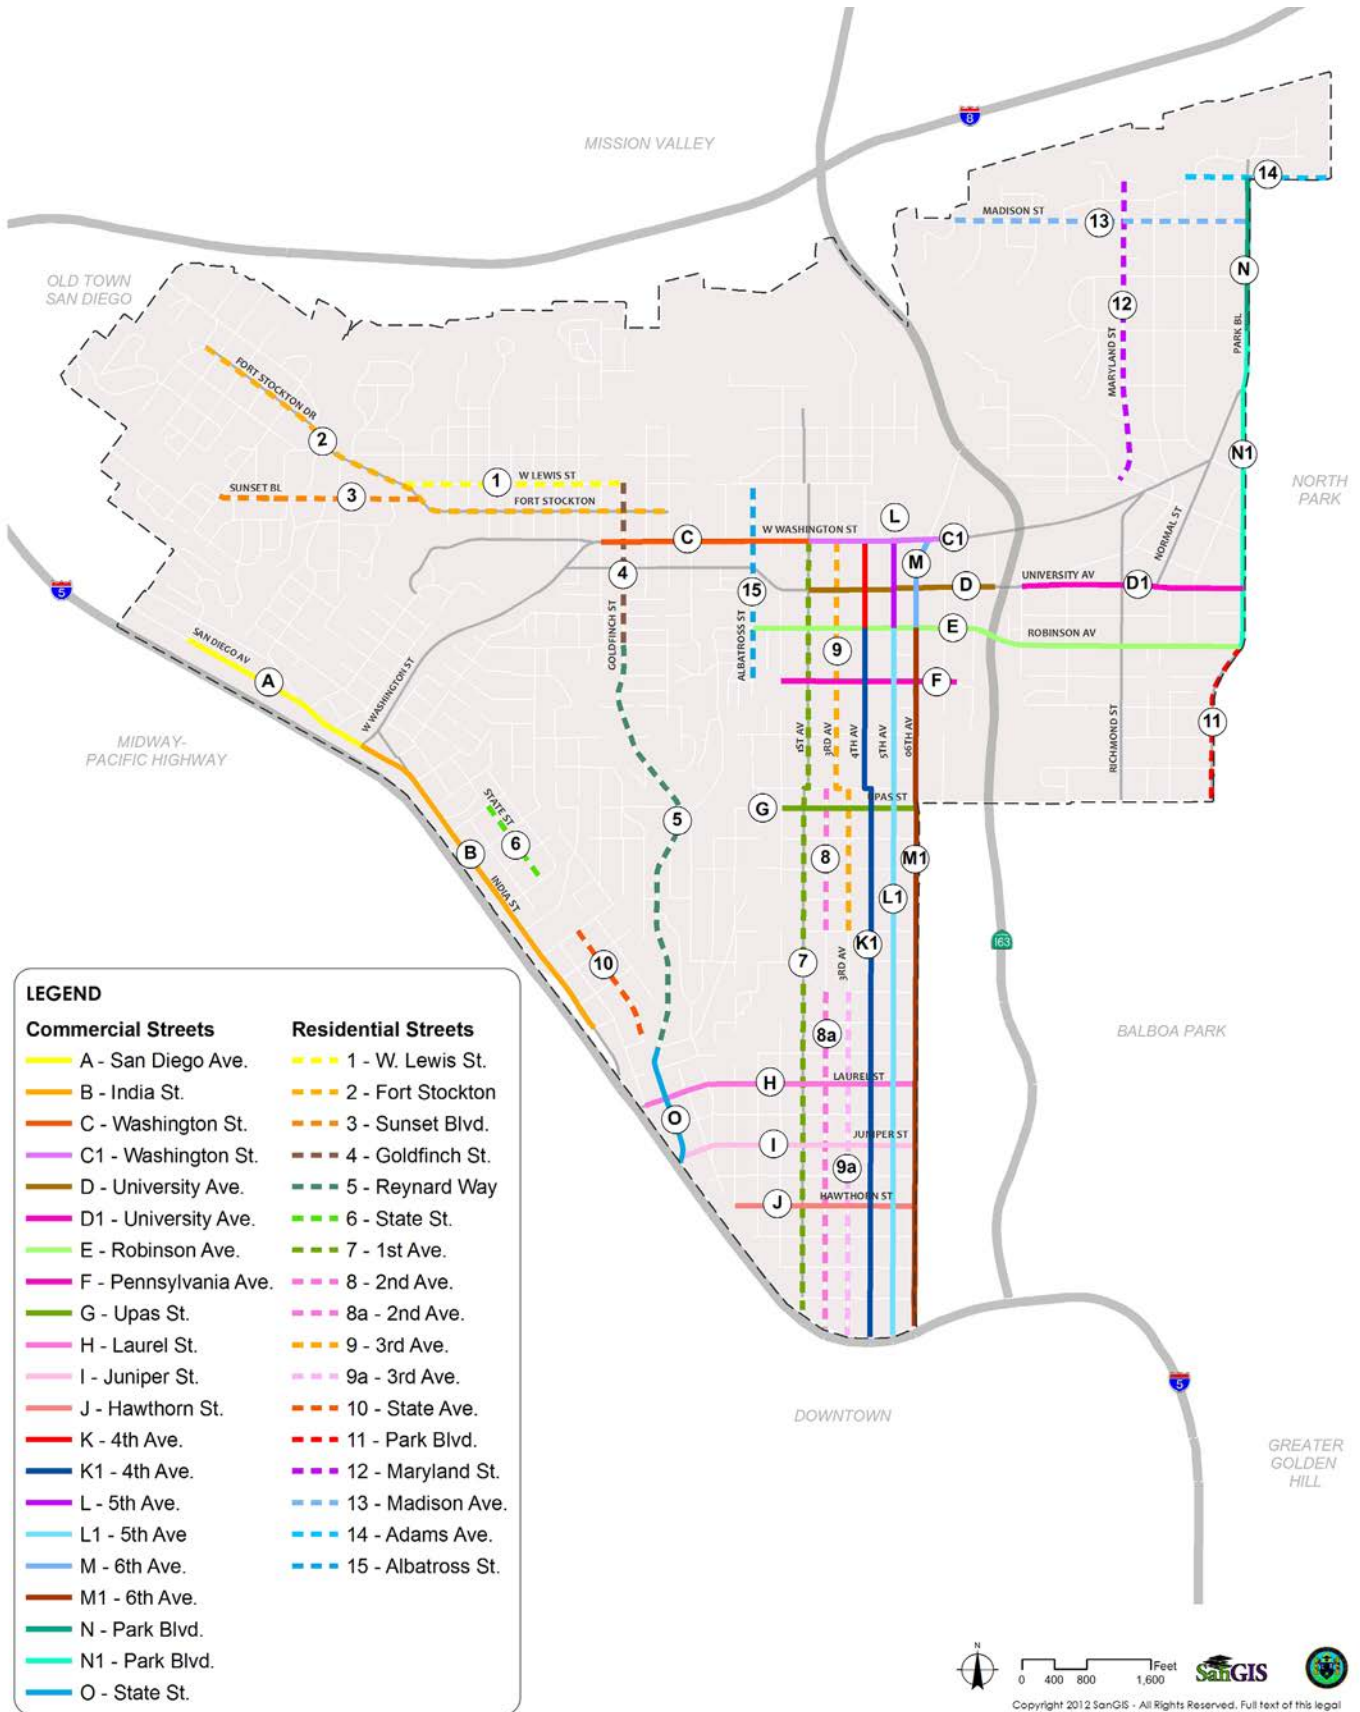 8
MISSION VALLEY
14
MADISON ST
13
OLD TOWN
SAN DIEGO
N
12
PARK BL
MARYLAND ST
FORT STOCKTON DR
2
N1
W LEWIS ST
1
SUNSET BL
3
FORT STOCKTON
NORTH
PARK
L
W WASHINGTON ST
C
C1
NORMAL ST
M
4
UNIVERSITY AV
D
D1
15
5
GOLDFINCH ST
ALBATROSS ST
E
ROBINSON AV
SAN DIEGO AV
9
A
F
W WASHINGTON ST
11
MIDWAY-
PACIFIC HIGHWAY
1ST AV
3RD AV
4TH AV
5TH AV
06TH AV
RICHMOND ST
STATE ST
G
PAS ST
5
6
B
8
M1
INDIA ST
L1
K1
163
10
7
3RD AV
8a
BALBOA PARK
H
LAUREL ST
O
I
JUNIPER ST
9a
J
HAWTHORN ST
5
DOWNTOWN
GREATER
GOLDEN
HILL
LEGEND
Commercial Streets
A - San Diego Ave.
B - India St.
C - Washington St.
C1 - Washington St.
D - University Ave.
D1 - University Ave.
E - Robinson Ave.
F - Pennsylvania Ave.
G - Upas St.
H - Laurel St.
I - Juniper St.
J - Hawthorn St.
K - 4th Ave.
K1 - 4th Ave.
L - 5th Ave.
L1 - 5th Ave
M - 6th Ave.
M1 - 6th Ave.
N - Park Blvd.
N1 - Park Blvd.
O - State St.
Residential Streets
1 - W. Lewis St.
2 - Fort Stockton
3 - Sunset Blvd.
4 - Goldfinch St.
5 - Reynard Way
6 - State St.
7 - 1st Ave.
8 - 2nd Ave.
8a - 2nd Ave.
9 - 3rd Ave.
9a - 3rd Ave.
10 - State Ave.
11 - Park Blvd.
12 - Maryland St.
13 - Madison Ave.
14 - Adams Ave.
15 - Albatross St.
N
Feet
0 400 800 1,600
SanGIS
Copyright 2012 SanGIS - All Rights Reserved. Full text of this legal